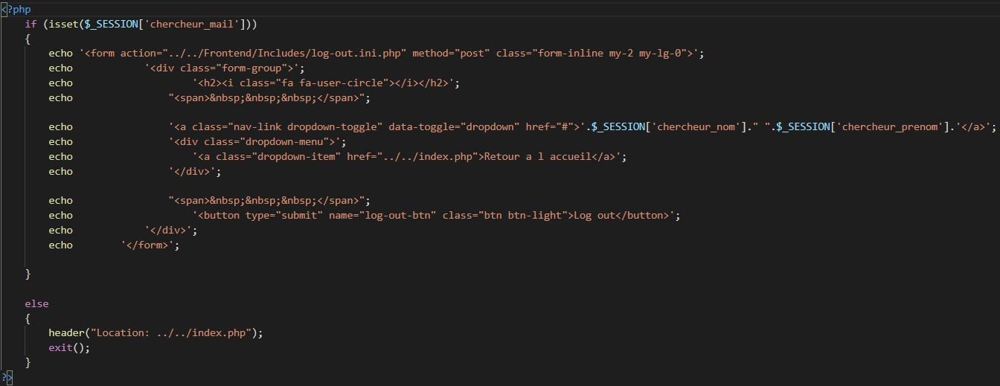 <?php
if (isset($_SESSION['chercheur_mail']))
{
echo '<form action="../../Frontend/Includes/log-out.ini.php" method="post" class="form-inline my-2 my-lg-0">';
echo '<div class="form-group">';
echo '<h2><i class="fa fa-user-circle"></i></h2>';
echo "<span>&nbsp;&nbsp;&nbsp;</span>";
echo '<a class="nav-link dropdown-toggle" data-toggle="dropdown" href="#">'.$_SESSION['chercheur_nom']." ".$_SESSION['chercheur_prenom'].'</a>';
echo '<div class="dropdown-menu">';
echo '<a class="dropdown-item" href="../../index.php">Retour a l accueil</a>';
echo '</div>';
echo "<span>&nbsp;&nbsp;&nbsp;</span>";
echo '<button type="submit" name="log-out-btn" class="btn btn-light">Log out</button>';
echo '</div>';
echo '</form>';
}
else
{
header("Location: ../../index.php");
exit();
}
?>